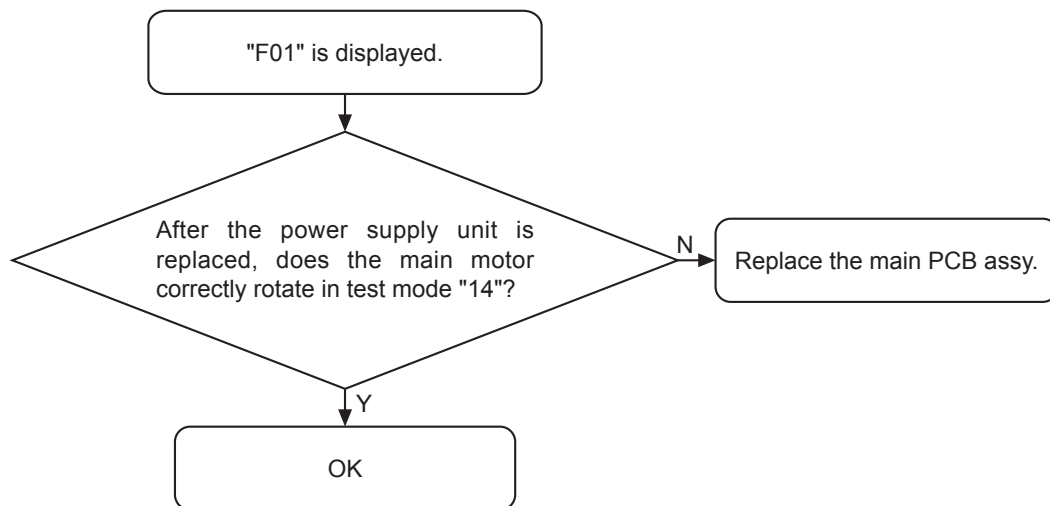 "F01" is displayed.
After the power supply unit is
replaced, does the main motor
correctly rotate in test mode "14"?
N
Replace the main PCB assy.
Y
OK